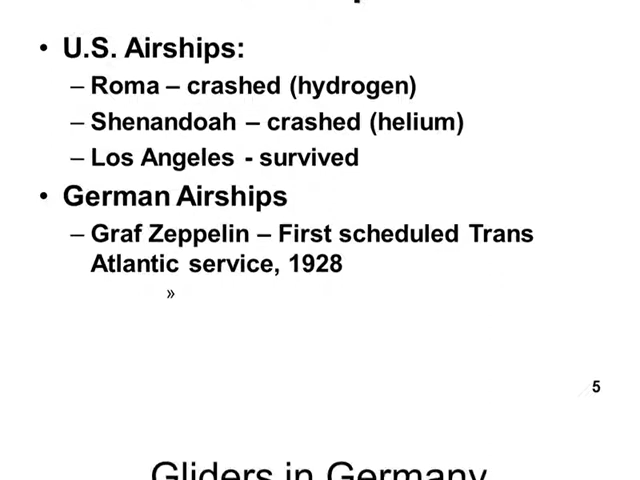 • U.S. Airships:
– Roma – crashed (hydrogen)
– Shenandoah – crashed (helium)
– Los Angeles - survived
• German Airships
– Graf Zeppelin – First scheduled Trans
Atlantic service, 1928
»
5
Gliders in Germany